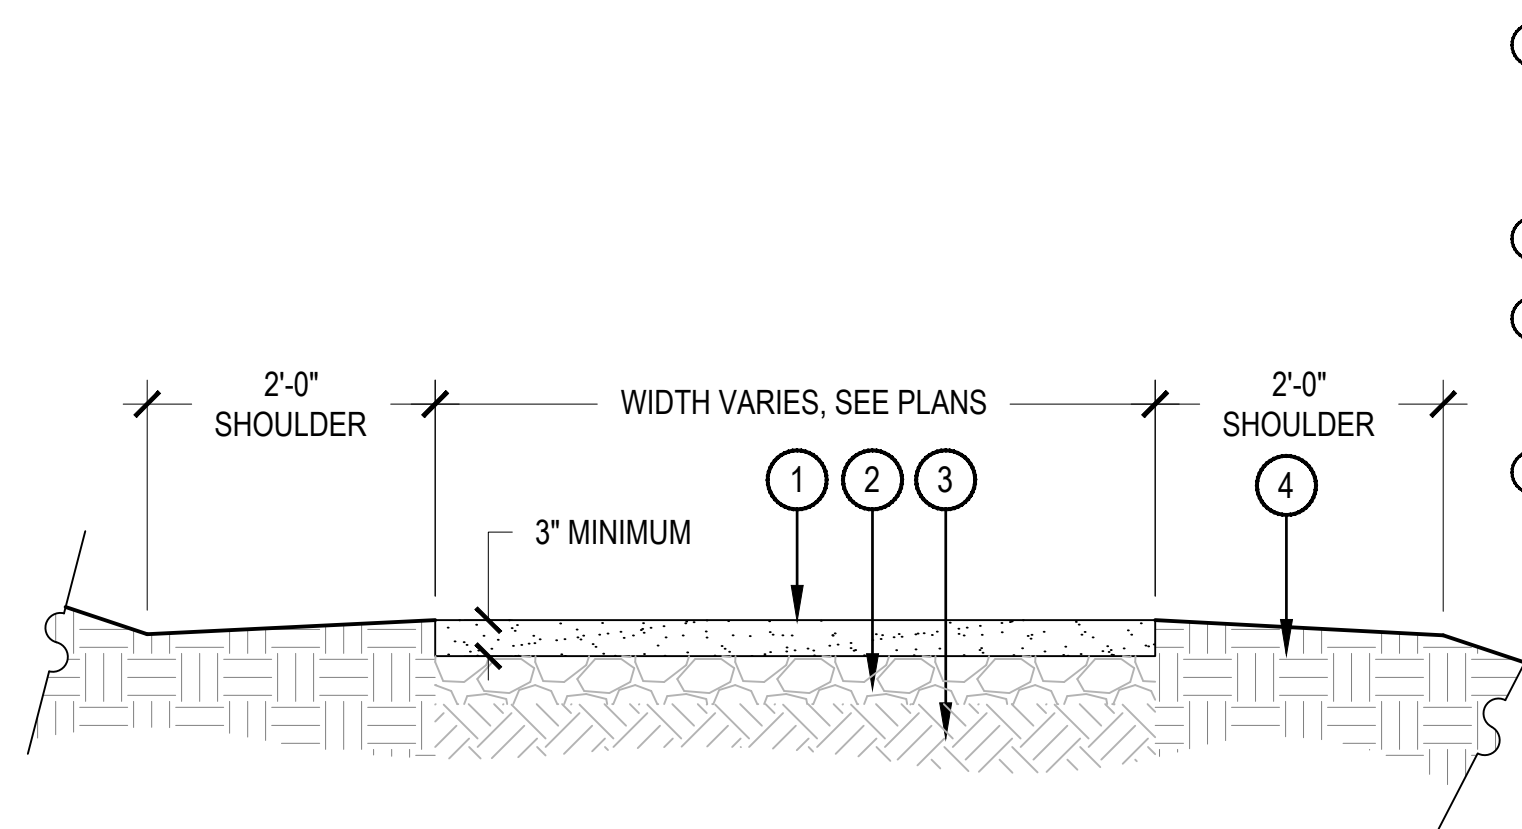 2'-0"
SHOULDER
WIDTH VARIES, SEE PLANS
2'-0"
SHOULDER
1
2
3
4
3" MINIMUM